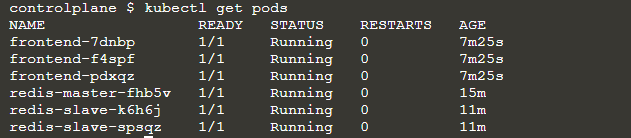 controlplane $ kubectl get pods
NAME READY STATUS RESTARTS AGE
frontend-7dnbp 1/1 Running 0 7m25s
frontend-f4spf 1/1 Running 0 7m25s
frontend-pdxqz 1/1 Running 0 7m25s
redis-master-fhb5v 1/1 Running 0 15m
redis-slave-k6h6j 1/1 Running 0 11m
redis-slave-spsqz 1/1 Running 0 11m